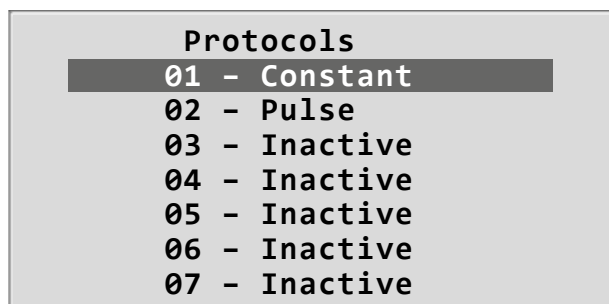 Protocols
01 – Constant
02 – Pulse
03 – Inactive
04 – Inactive
05 – Inactive
06 – Inactive
07 – Inactive